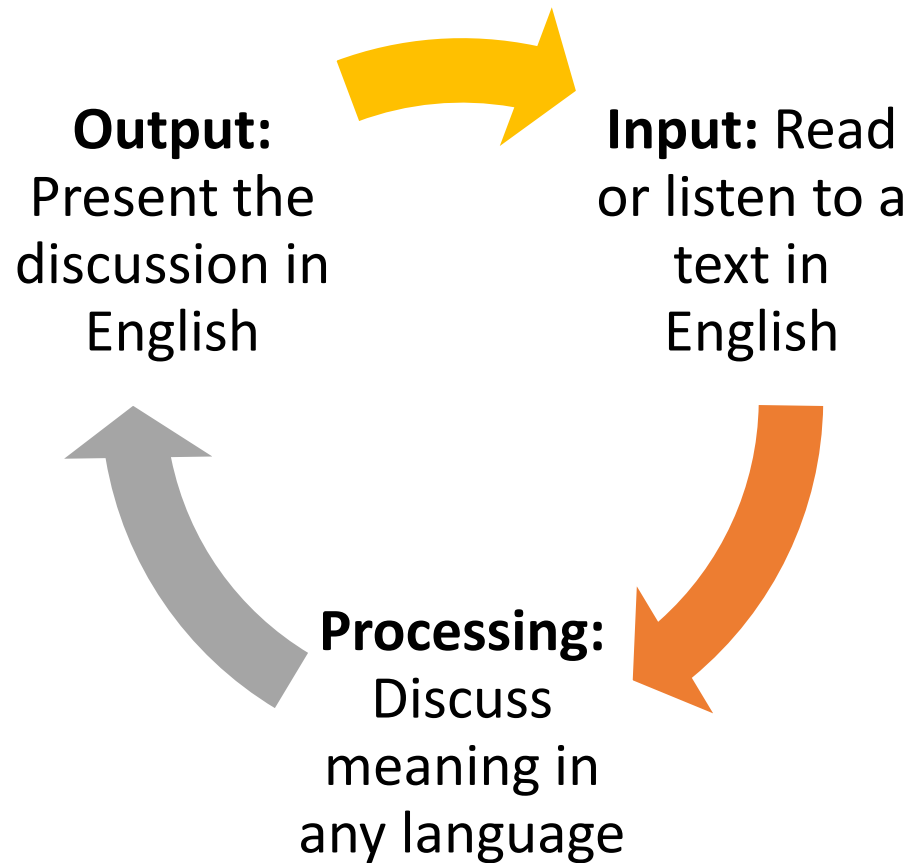 Output:
Present the
discussion in
English
Input: Read
or listen to a
text in
English
Processing:
Discuss
meaning in
any language